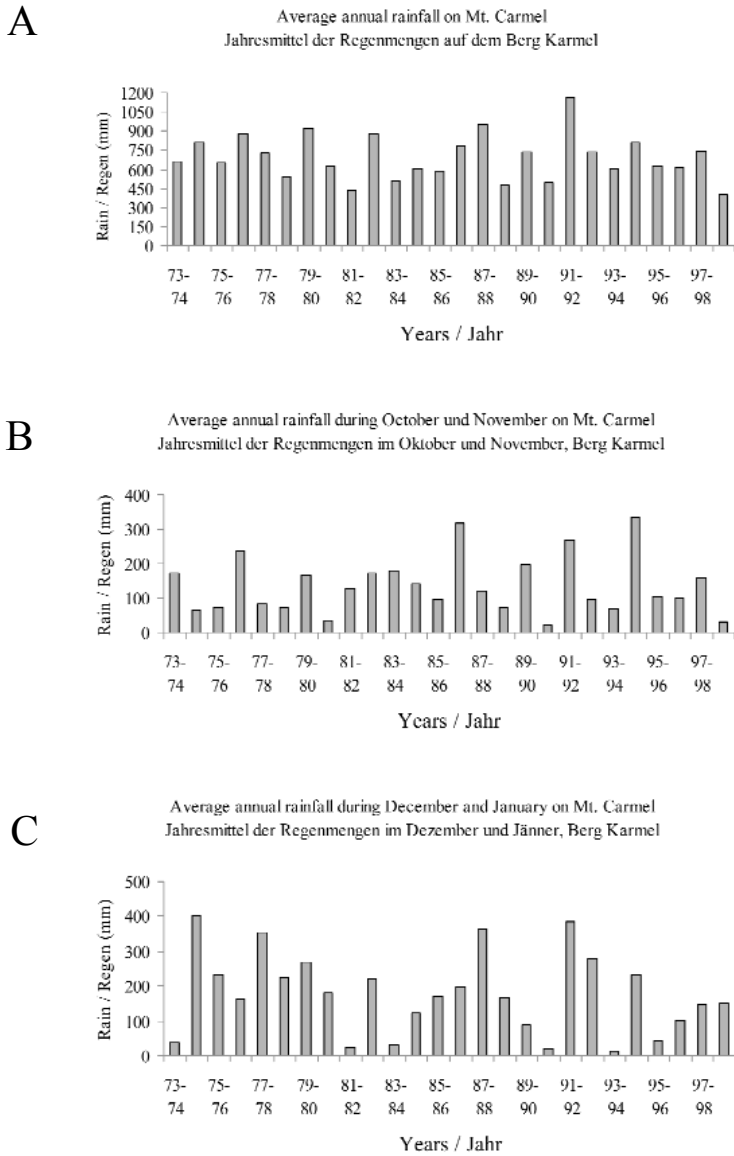 A
Average annual rainfall on Mt. Carmel
Jahresmittel der Regenmengen auf dem Berg Karmel
Rain / Regen (mm)
1200
1050
900
750
600
450
300
150
0
73- 75- 77- 79- 81- 83- 85- 87- 89- 91- 93- 95- 97-
74 76 78 80 82 84 86 88 90 92 94 96 98
Years / Jahr
B
Average annual rainfall during October und November on Mt. Carmel
Jahresmittel der Regenmengen im Oktober und November, Berg Karmel
Rain / Regen (mm)
400
300
200
100
0
73- 75- 77- 79- 81- 83- 85- 87- 89- 91- 93- 95- 97-
74 76 78 80 82 84 86 88 90 92 94 96 98
Years / Jahr
C
Average annual rainfall during December and January on Mt. Carmel
Jahresmittel der Regenmengen im Dezember und Jänner, Berg Karmel
Rain / Regen (mm)
500
400
300
200
100
0
73- 75- 77- 79- 81- 83- 85- 87- 89- 91- 93- 95- 97-
74 76 78 80 82 84 86 88 90 92 94 96 98
Years / Jahr